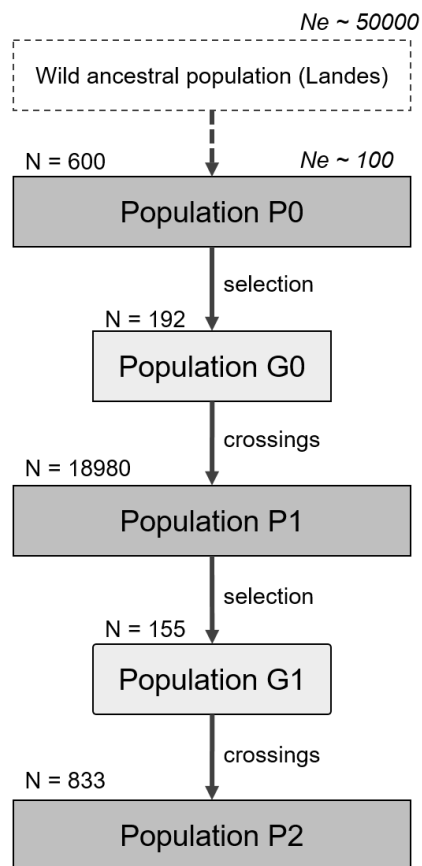 Ne ~ 50000
Wild ancestral population (Landes)
N = 600
Ne ~ 100
Population P0
selection
N = 192
Population G0
crossings
N = 18980
Population P1
selection
N = 155
Population G1
crossings
N = 833
Population P2